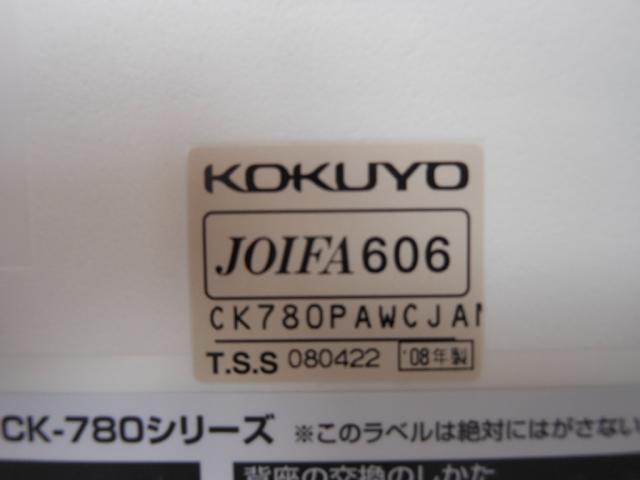 KOKUYO
JOIFA606
CK780PAWCJAN
T.S.S 080422 '08年製
CK-780シリーズ ※このラベルは絶対にはがさない
背座の交換のしかた